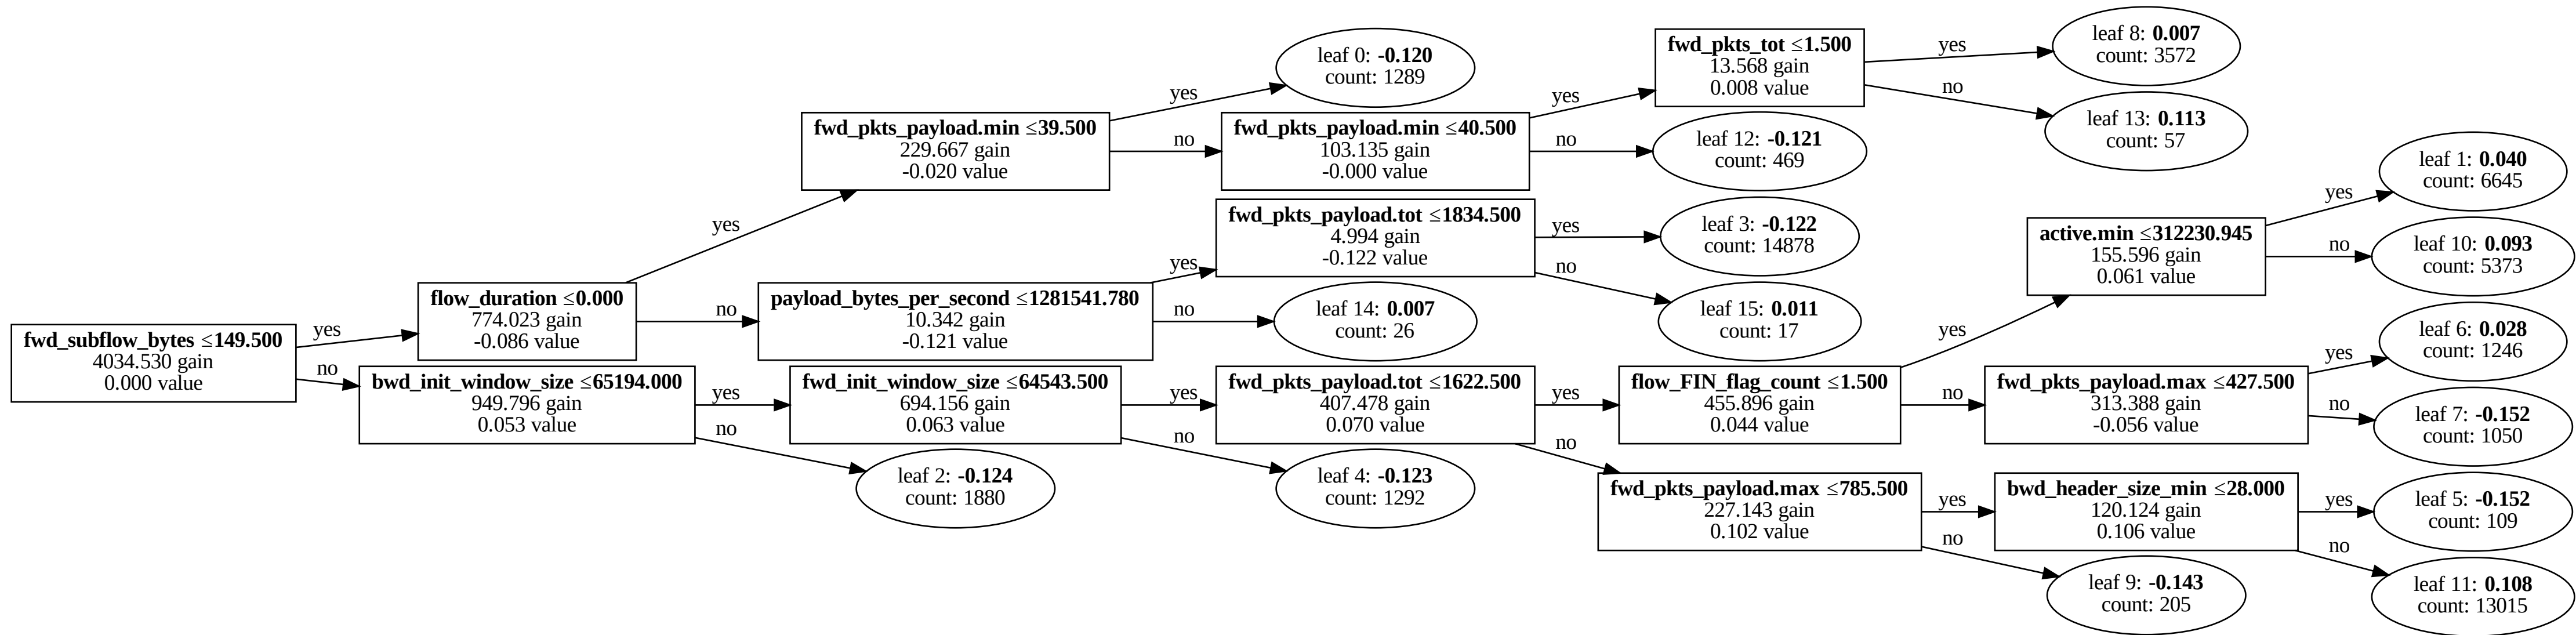 fwd_subflow_bytes ≤149.500
4034.530 gain
0.000 value
yes
no
flow_duration ≤0.000
774.023 gain
-0.086 value
yes
no
bwd_init_window_size ≤65194.000
949.796 gain
0.053 value
yes
no
fwd_pkts_payload.min ≤39.500
229.667 gain
-0.020 value
yes
no
payload_bytes_per_second ≤1281541.780
10.342 gain
-0.121 value
yes
no
fwd_init_window_size ≤64543.500
694.156 gain
0.063 value
yes
no
leaf 2: -0.124
count: 1880
leaf 0: -0.120
count: 1289
fwd_pkts_payload.min ≤40.500
103.135 gain
-0.000 value
yes
no
fwd_pkts_payload.tot ≤1834.500
4.994 gain
-0.122 value
yes
no
leaf 14: 0.007
count: 26
fwd_pkts_payload.tot ≤1622.500
407.478 gain
0.070 value
yes
no
leaf 4: -0.123
count: 1292
fwd_pkts_tot ≤1.500
13.568 gain
0.008 value
yes
no
leaf 12: -0.121
count: 469
leaf 3: -0.122
count: 14878
leaf 15: 0.011
count: 17
flow_FIN_flag_count ≤1.500
455.896 gain
0.044 value
yes
no
fwd_pkts_payload.max ≤785.500
227.143 gain
0.102 value
yes
no
leaf 8: 0.007
count: 3572
leaf 13: 0.113
count: 57
active.min ≤312230.945
155.596 gain
0.061 value
yes
no
fwd_pkts_payload.max ≤427.500
313.388 gain
-0.056 value
yes
no
bwd_header_size_min ≤28.000
120.124 gain
0.106 value
yes
no
leaf 9: -0.143
count: 205
leaf 1: 0.040
count: 6645
leaf 10: 0.093
count: 5373
leaf 6: 0.028
count: 1246
leaf 7: -0.152
count: 1050
leaf 5: -0.152
count: 109
leaf 11: 0.108
count: 13015